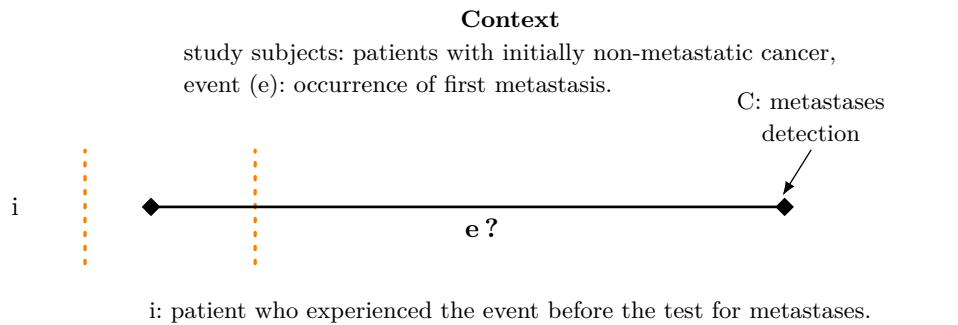 Context
study subjects: patients with initially non-metastatic cancer,
event (e): occurrence of first metastasis.
C: metastases
detection
i
e ?
i: patient who experienced the event before the test for metastases.